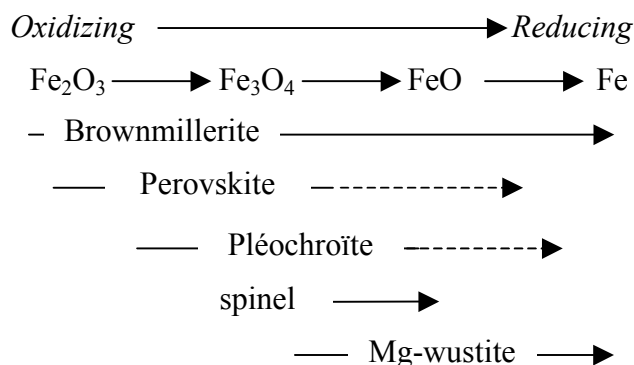 Oxidizing Reducing
Fe₂O₃ Fe₃O₄ FeO Fe
Brownmillerite
Perovskite
Pléochroïte
spinel
Mg-wustite